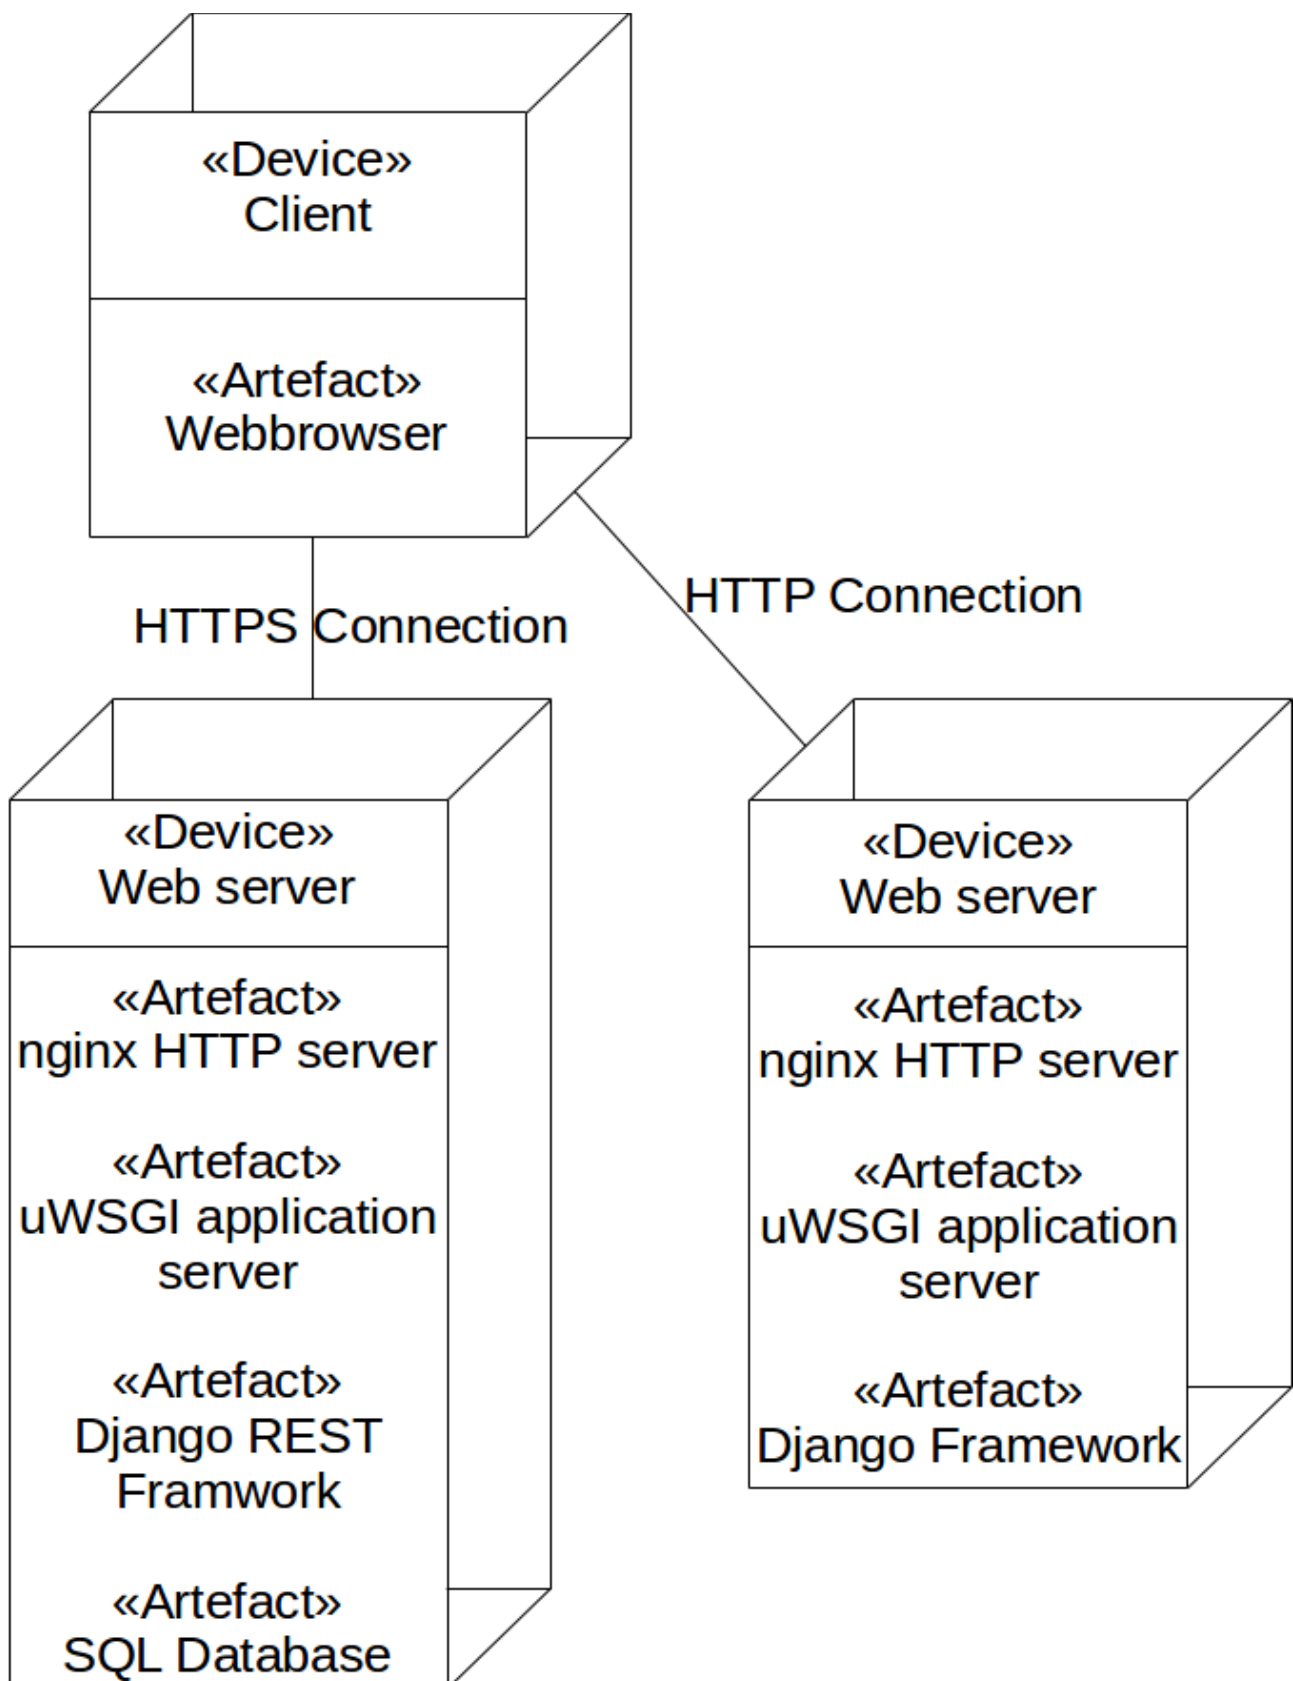 «Device»
Client
«Artefact»
Webbrowser
HTTPS Connection
HTTP Connection
«Device»
Web server
«Artefact»
nginx HTTP server
«Artefact»
uWSGI application
server
«Artefact»
Django REST
Framwork
«Artefact»
SQL Database
«Device»
Web server
«Artefact»
nginx HTTP server
«Artefact»
uWSGI application
server
«Artefact»
Django Framework